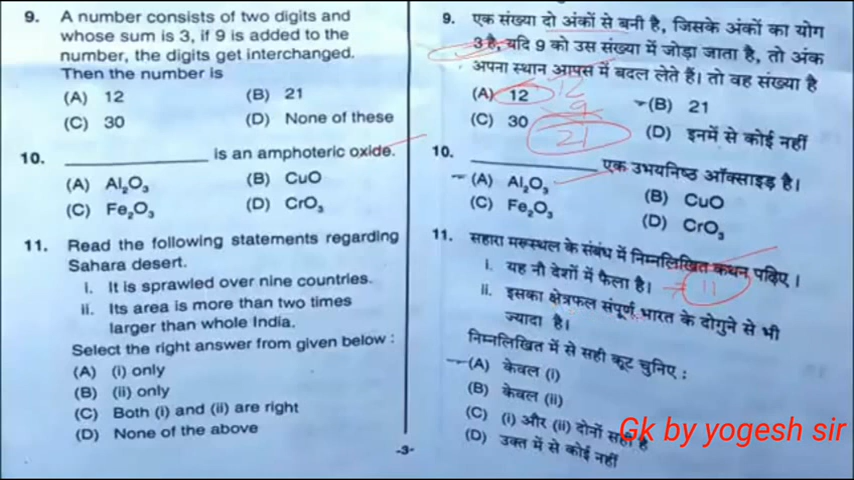 9. A number consists of two digits and
whose sum is 3, if 9 is added to the
number, the digits get interchanged.
Then the number is
(A) 12 (B) 21
(C) 30 (D) None of these
10. ____________ is an amphoteric oxide.
(A) Al₂O₃ (B) CuO
(C) Fe₂O₃ (D) CrO₃
11. Read the following statements regarding
Sahara desert.
i. It is sprawled over nine countries.
ii. Its area is more than two times
larger than whole India.
Select the right answer from given below :
(A) (i) only
(B) (ii) only
(C) Both (i) and (ii) are right
(D) None of the above
9. एक संख्या दो अंकों से बनी है, जिसके अंकों का योग
3 है, यदि 9 को उस संख्या में जोड़ा जाता है, तो अंक
अपना स्थान आपस में बदल लेते हैं। तो वह संख्या है
12
(A) 12 (B) 21
9
(C) 30 (D) इनमें से कोई नहीं
21
10. ____________ एक उभयनिष्ठ ऑक्साइड है।
(A) Al₂O₃ (B) CuO
(C) Fe₂O₃ (D) CrO₃
11. सहारा मरुस्थल के संबंध में निम्नलिखित कथन पढ़िए।
i. यह नौ देशों में फैला है।
11
ii. इसका क्षेत्रफल संपूर्ण भारत के दोगुने से भी
ज्यादा है।
निम्नलिखित में से सही कूट चुनिए :
(A) केवल (i)
(B) केवल (ii)
(C) (i) और (ii) दोनों सही है
(D) उक्त में से कोई नहीं
-3-
Gk by yogesh sir